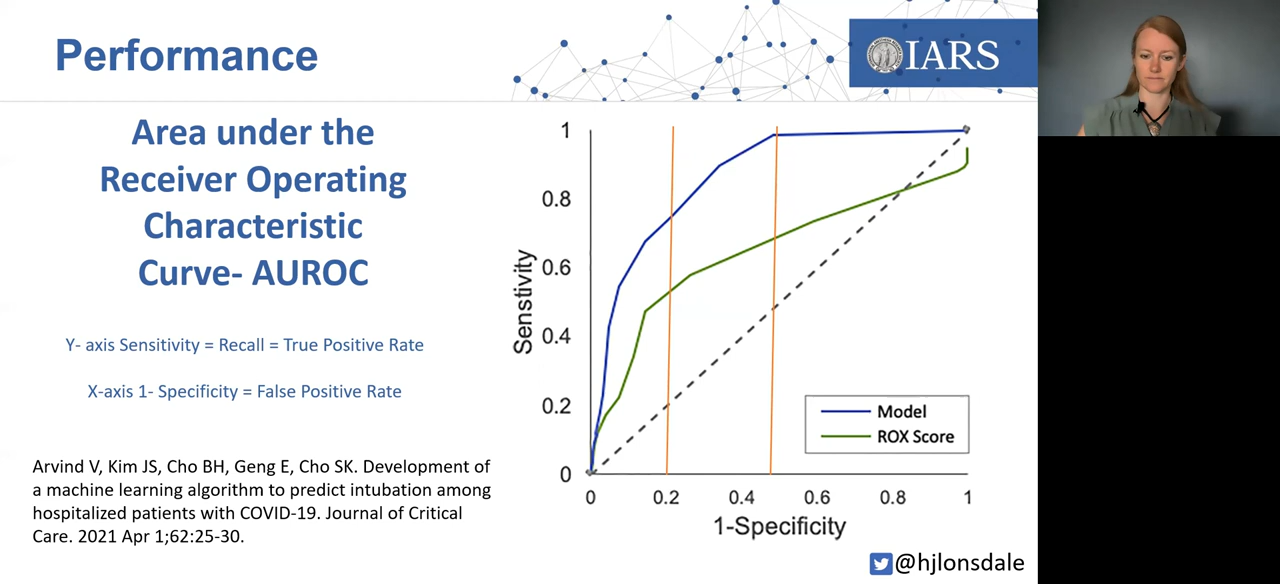 Performance
IARS
Area under the
Receiver Operating
Characteristic
Curve- AUROC
Y- axis Sensitivity = Recall = True Positive Rate
X-axis 1- Specificity = False Positive Rate
Arvind V, Kim JS, Cho BH, Geng E, Cho SK. Development of
a machine learning algorithm to predict intubation among
hospitalized patients with COVID-19. Journal of Critical
Care. 2021 Apr 1;62:25-30.
Senstivity
1
0.8
0.6
0.4
0.2
0
0 0.2 0.4 0.6 0.8 1
1-Specificity
Model
ROX Score
@hjlonsdale